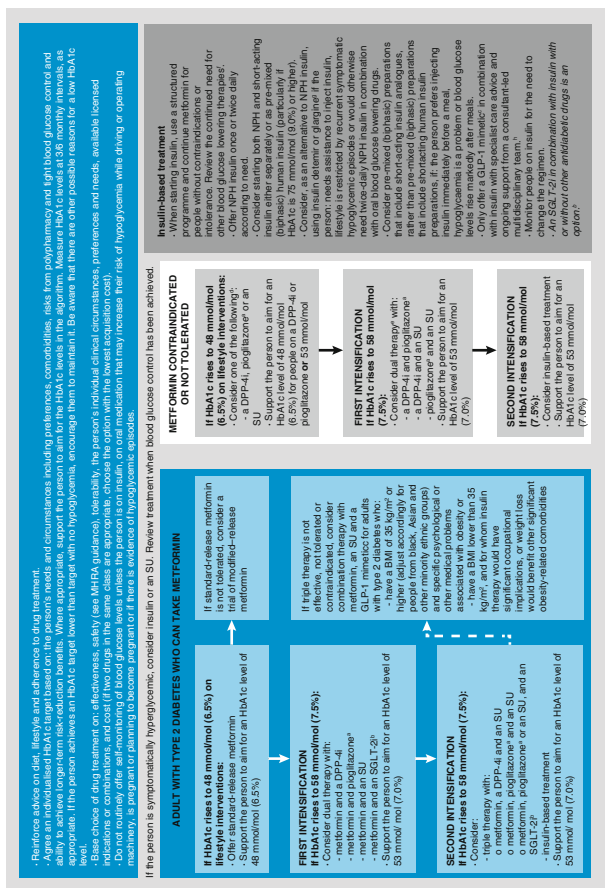 · Reinforce advice on diet, lifestyle and adherence to drug treatment.
· Agree an individualised HbA1c target based on: the person's needs and circumstances including preferences, comorbidities, risks from polypharmacy and tight blood glucose control and
ability to achieve longer-term risk-reduction benefits. Where appropriate, support the person to aim for the HbA1c levels in the algorithm. Measure HbA1c levels at 3/6 monthly intervals, as
appropriate. If the person achieves an HbA1c target lower than target with no hypoglycemia, encourage them to maintain it. Be aware that there are other possible reasons for a low HbA1c
level.
· Base choice of drug treatment on: effectiveness, safety (see MHRA guidance), tolerability, the person's individual clinical circumstances, preferences and needs, available licensed
indications or combinations, and cost (if two drugs in the same class are appropriate, choose the option with the lowest acquisition cost).
· Do not routinely offer self-monitoring of blood glucose levels unless the person is on insulin, on oral medication that may increase their risk of hypoglycemia while driving or operating
machinery, is pregnant or planning to become pregnant or if there is evidence of hypoglycemic episodes.
If the person is symptomatically hyperglycemic, consider insulin or an SU. Review treatment when blood glucose control has been achieved.
ADULT WITH TYPE 2 DIABETES WHO CAN TAKE METFORMIN
If HbA1c rises to 48 mmol/mol (6.5%) on
lifestyle interventions:
· Offer standard-release metformin
· Support the person to aim for an HbA1c level of
48 mmol/mol (6.5%)
If standard-release metformin
is not tolerated, consider a
trial of modified–release
metformin
FIRST INTENSIFICATION
If HbA1c rises to 58 mmol/mol (7.5%):
· Consider dual therapy with:
- metformin and a DPP-4i
- metformin and pioglitazoneᵃ
- metformin and an SU
- metformin and an SGLT-2iᵇ
· Support the person to aim for an HbA1c level of
53 mmol/ mol (7.0%)
SECOND INTENSIFICATION
If HbA1c rises to 58 mmol/mol (7.5%):
· Consider:
- triple therapy with:
o metformin, a DPP-4i and an SU
o metformin, pioglitazoneᵃ and an SU
o metformin, pioglitazoneᵃ or an SU, and an
SGLT-2iᵇ
- insulin-based treatment
· Support the person to aim for an HbA1c level of
53 mmol/ mol (7.0%)
If triple therapy is not
effective, not tolerated or
contraindicated, consider
combination therapy with
metformin, an SU and a
GLP-1 mimeticᶜ for adults
with type 2 diabetes who:
- have a BMI of 35 kg/m² or
higher (adjust accordingly for
people from black, Asian and
other minority ethnic groups)
and specific psychological or
other medical problems
associated with obesity or
- have a BMI lower than 35
kg/m², and for whom insulin
therapy would have
significant occupational
implications, or weight loss
would benefit other significant
obesity-related comorbidities
METFORMIN CONTRAINDICATED
OR NOT TOLERATED
If HbA1c rises to 48 mmol/mol
(6.5%) on lifestyle interventions:
· Consider one of the followingᵈ:
- a DPP-4i, pioglitazoneᵃ or an
SU
· Support the person to aim for an
HbA1c level of 48 mmol/mol
(6.5%) for people on a DPP-4i or
pioglitazone or 53 mmol/mol
FIRST INTENSIFICATION
If HbA1c rises to 58 mmol/mol
(7.5%):
· Consider dual therapyᵉ with:
- a DPP-4i and pioglitazoneᵃ
- a DPP-4i and an SU
- pioglitazoneᵃ and an SU
· Support the person to aim for an
HbA1c level of 53 mmol/mol
(7.0%)
SECOND INTENSIFICATION
If HbA1c rises to 58 mmol/mol
(7.5%):
· Consider insulin-based treatment
· Support the person to aim for an
HbA1c level of 53 mmol/mol
(7.0%)
Insulin-based treatment
· When starting insulin, use a structured
programme and continue metformin for
people without contraindications or
intolerance. Review the continued need for
other blood glucose lowering therapiesᶠ.
· Offer NPH insulin once or twice daily
according to need.
· Consider starting both NPH and short-acting
insulin either separately or as pre-mixed
(biphasic) human insulin (particularly if
HbA1c is 75 mmol/mol (9.0%) or higher).
· Consider, as an alternative to NPH insulin,
using insulin detemir or glargineᵍ if the
person: needs assistance to inject insulin,
lifestyle is restricted by recurrent symptomatic
hypoglycemic episodes or would otherwise
need twice-daily NPH insulin in combination
with oral blood glucose lowering drugs.
· Consider pre-mixed (biphasic) preparations
that include short-acting insulin analogues,
rather than pre-mixed (biphasic) preparations
that include short-acting human insulin
preparations, if: the person prefers injecting
insulin immediately before a meal,
hypoglycaemia is a problem or blood glucose
levels rise markedly after meals.
· Only offer a GLP-1 mimeticᶜ in combination
with insulin with specialist care advice and
ongoing support from a consultant-led
multidisciplinary team.ʰ
· Monitor people on insulin for the need to
change the regimen.
· An SGLT-2i in combination with insulin with
or without other antidiabetic drugs is an
option.ʰ